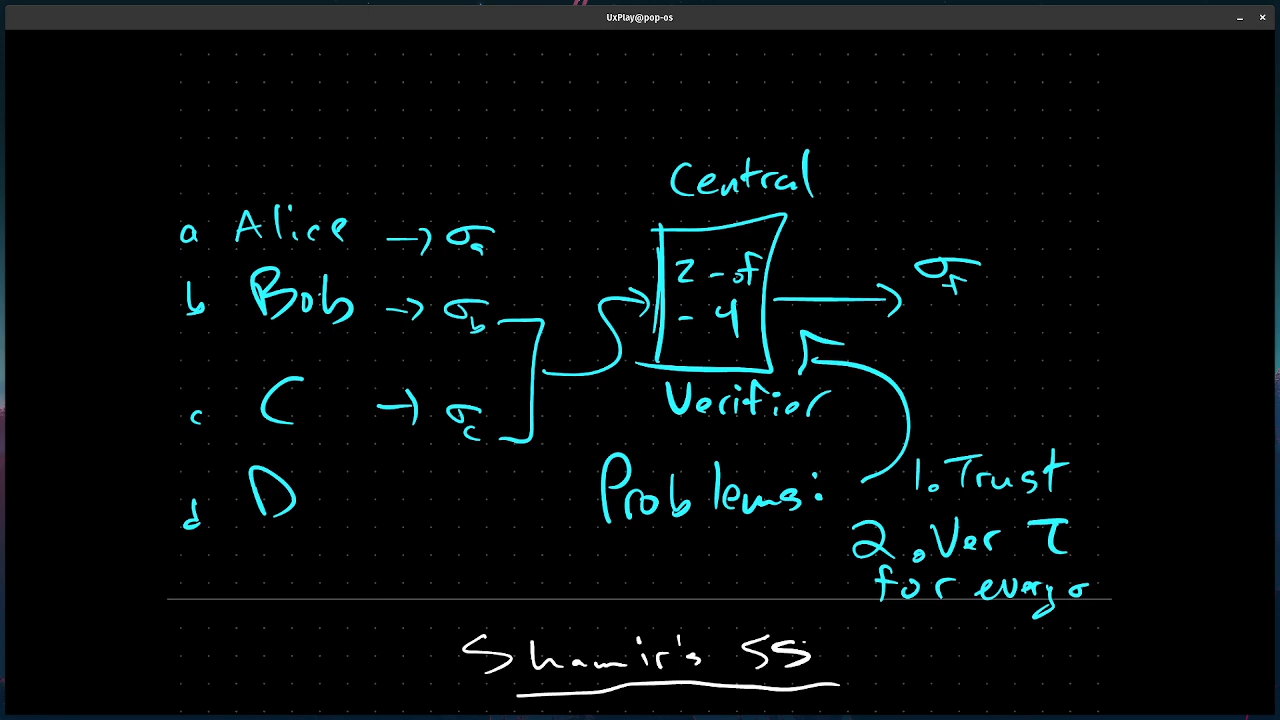 UxPlay@pop-os
Central
a Alice → σa
2-of
-4
σf
b Bob → σb
c C → σc
Verifior
d D
Problems:
1. Trust
2. Ver τ
for every σ
Shamir's SS